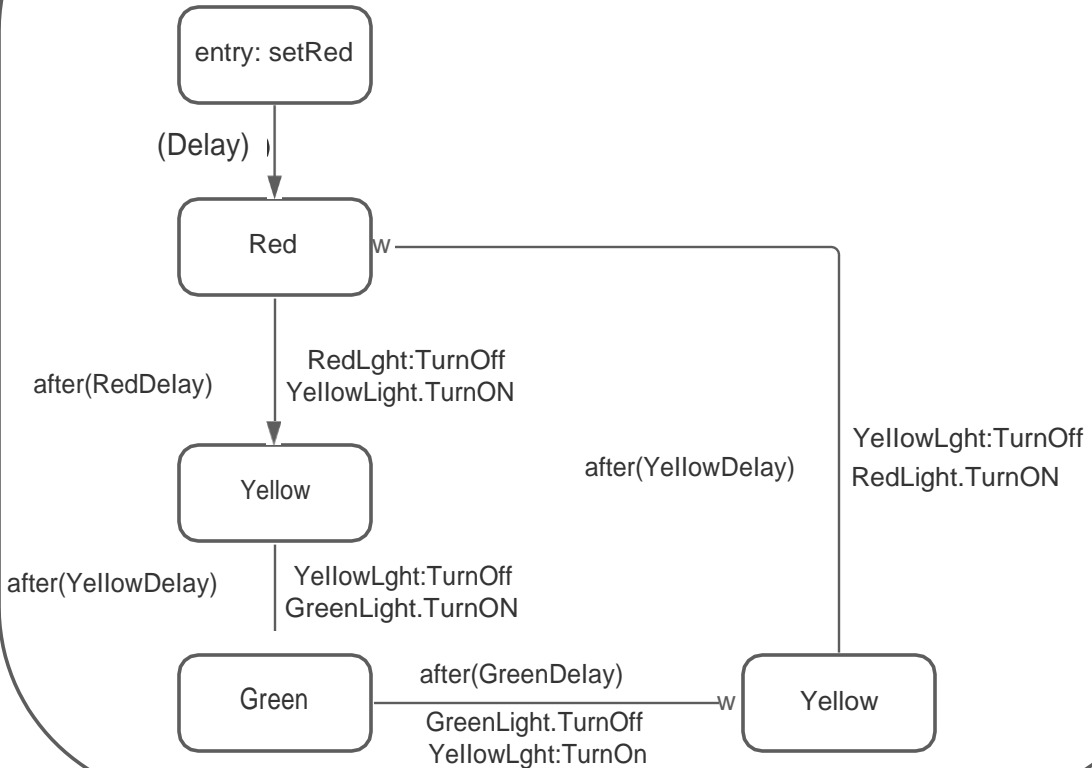 entry: setRed
(Delay)
Red
w
after(RedDelay)
RedLght:TurnOff
YellowLight.TurnON
Yellow
after(YellowDelay)
YellowLght:TurnOff
RedLight.TurnON
after(YellowDelay)
YellowLght:TurnOff
GreenLight.TurnON
Green
after(GreenDelay)
GreenLight.TurnOff
YellowLght:TurnOn
w
Yellow